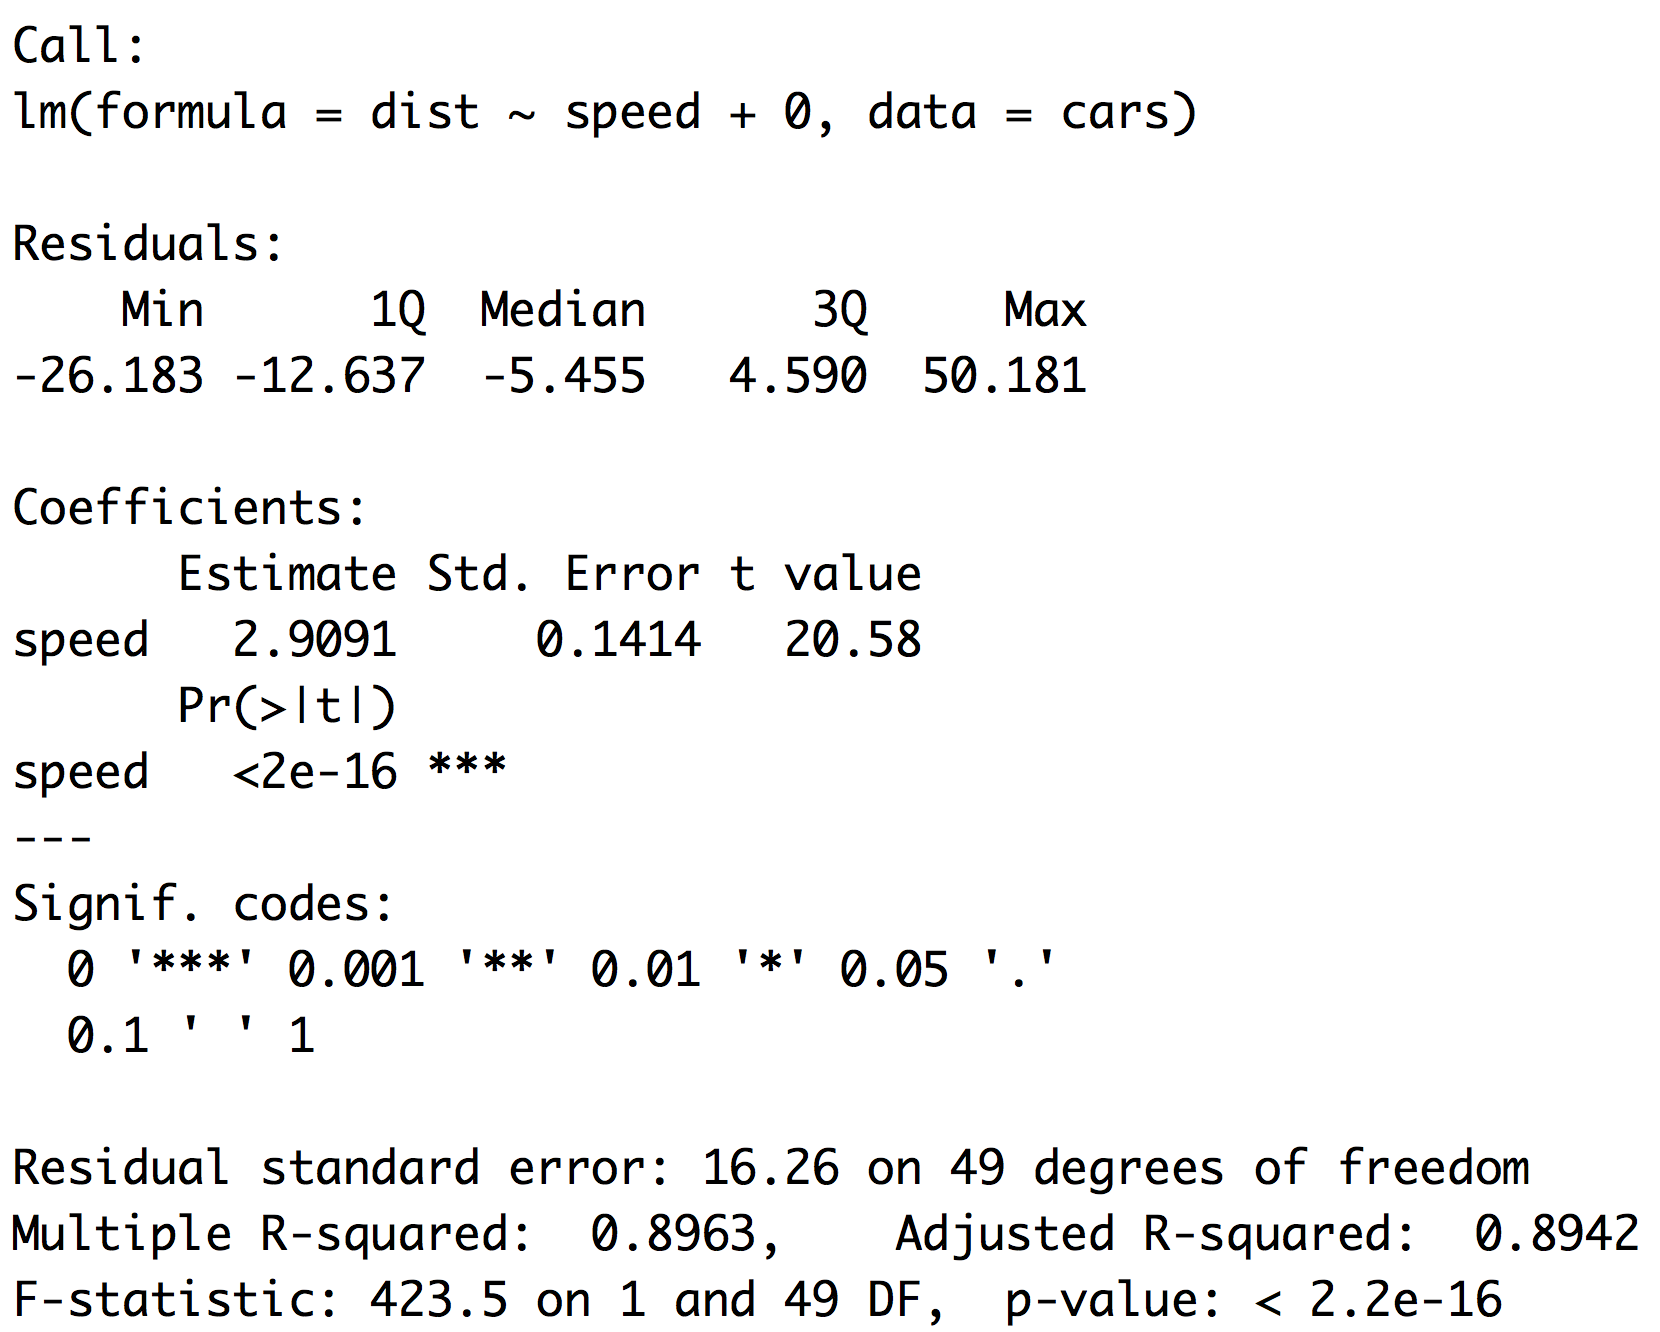 Call:
lm(formula = dist ~ speed + 0, data = cars)
Residuals:
    Min      1Q  Median      3Q     Max
-26.183 -12.637  -5.455   4.590  50.181
Coefficients:
      Estimate Std. Error t value
speed   2.9091     0.1414   20.58
      Pr(>|t|)
speed   <2e-16 ***
---
Signif. codes:
  0 '***' 0.001 '**' 0.01 '*' 0.05 '.'
  0.1 ' ' 1
Residual standard error: 16.26 on 49 degrees of freedom
Multiple R-squared:  0.8963,    Adjusted R-squared:  0.8942
F-statistic: 423.5 on 1 and 49 DF,  p-value: < 2.2e-16